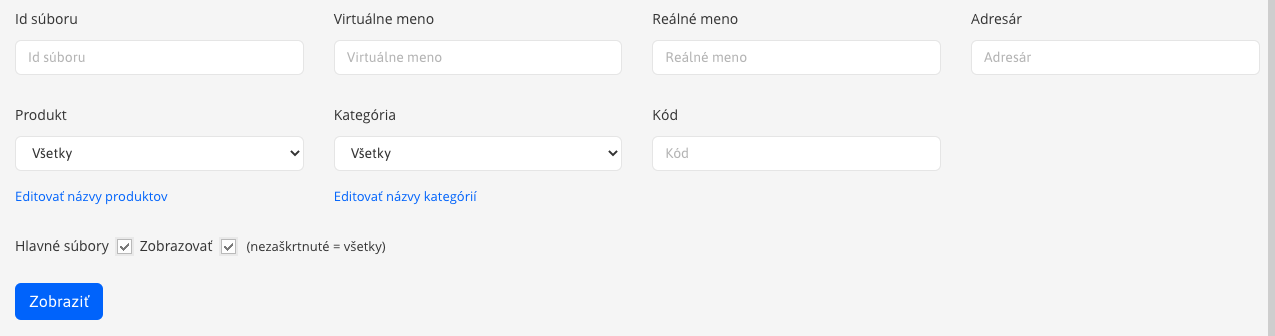 Id súboru Virtuálne meno Reálné meno Adresár
Id súboru Virtuálne meno Reálné meno Adresár
Produkt Kategória Kód
Všetky Všetky Kód
Editovať názvy produktov Editovať názvy kategórií
Hlavné súbory Zobrazovať (nezaškrtnuté = všetky)
Zobraziť